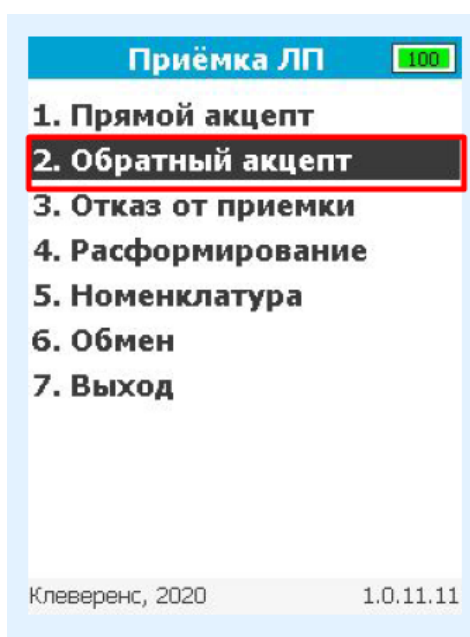 Приёмка ЛП 100
1. Прямой акцепт
2. Обратный акцепт
3. Отказ от приемки
4. Расформирование
5. Номенклатура
6. Обмен
7. Выход
Клеверенс, 2020 1.0.11.11